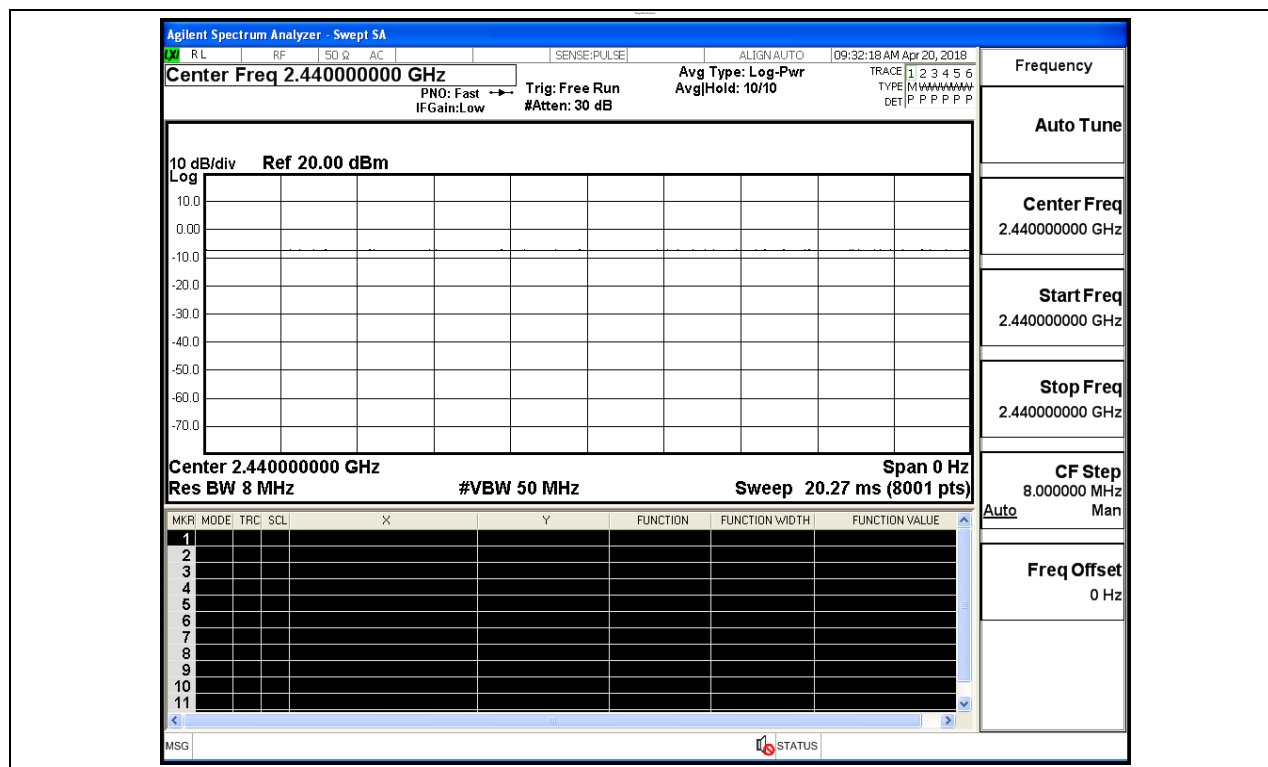 Agilent Spectrum Analyzer - Swept SA
LXI RL RF 50 Ω AC SENSE:PULSE ALIGN AUTO 09:32:18 AM Apr 20, 2018
Center Freq 2.440000000 GHz
PNO: Fast
IFGain:Low
Trig: Free Run
#Atten: 30 dB
Avg Type: Log-Pwr
Avg|Hold: 10/10
TRACE 1 2 3 4 5 6
TYPE M W W W W W
DET P P P P P P
10 dB/div Ref 20.00 dBm
Log
10.0
0.00
-10.0
-20.0
-30.0
-40.0
-50.0
-60.0
-70.0
Center 2.440000000 GHz Span 0 Hz
Res BW 8 MHz #VBW 50 MHz Sweep 20.27 ms (8001 pts)
MKR MODE TRC SCL X Y FUNCTION FUNCTION WIDTH FUNCTION VALUE
1
2
3
4
5
6
7
8
9
10
11
MSG STATUS
Frequency
Auto Tune
Center Freq
2.440000000 GHz
Start Freq
2.440000000 GHz
Stop Freq
2.440000000 GHz
CF Step
8.000000 MHz
Auto Man
Freq Offset
0 Hz